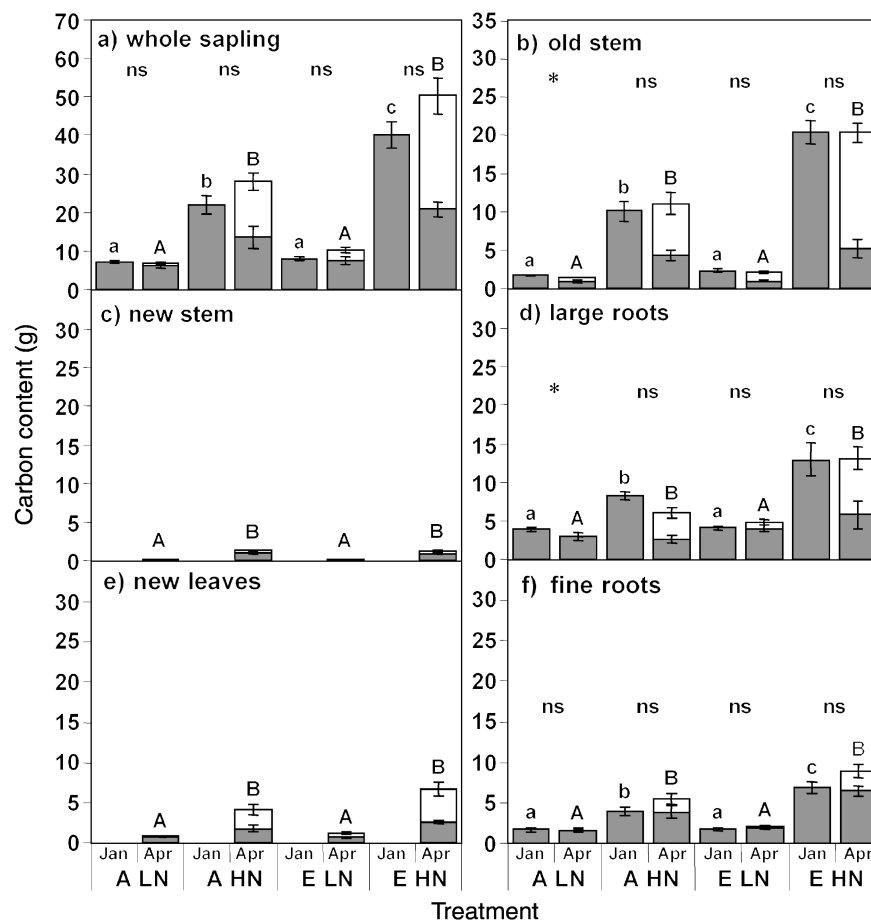 a) whole sapling
ns ns ns ns
a A b B a A c B
70
60
50
40
30
20
10
0
b) old stem
* ns ns ns
a A b B a A c B
35
30
25
20
15
10
5
0
c) new stem
A B A B
30
25
20
15
10
5
0
d) large roots
* ns ns ns
a A b B a A c B
30
25
20
15
10
5
0
e) new leaves
A B A B
30
25
20
15
10
5
0
f) fine roots
ns ns ns ns
a A b B a A c B
30
25
20
15
10
5
0
Carbon content (g)
Jan Apr Jan Apr Jan Apr Jan Apr
A LN A HN E LN E HN
Jan Apr Jan Apr Jan Apr Jan Apr
A LN A HN E LN E HN
Treatment